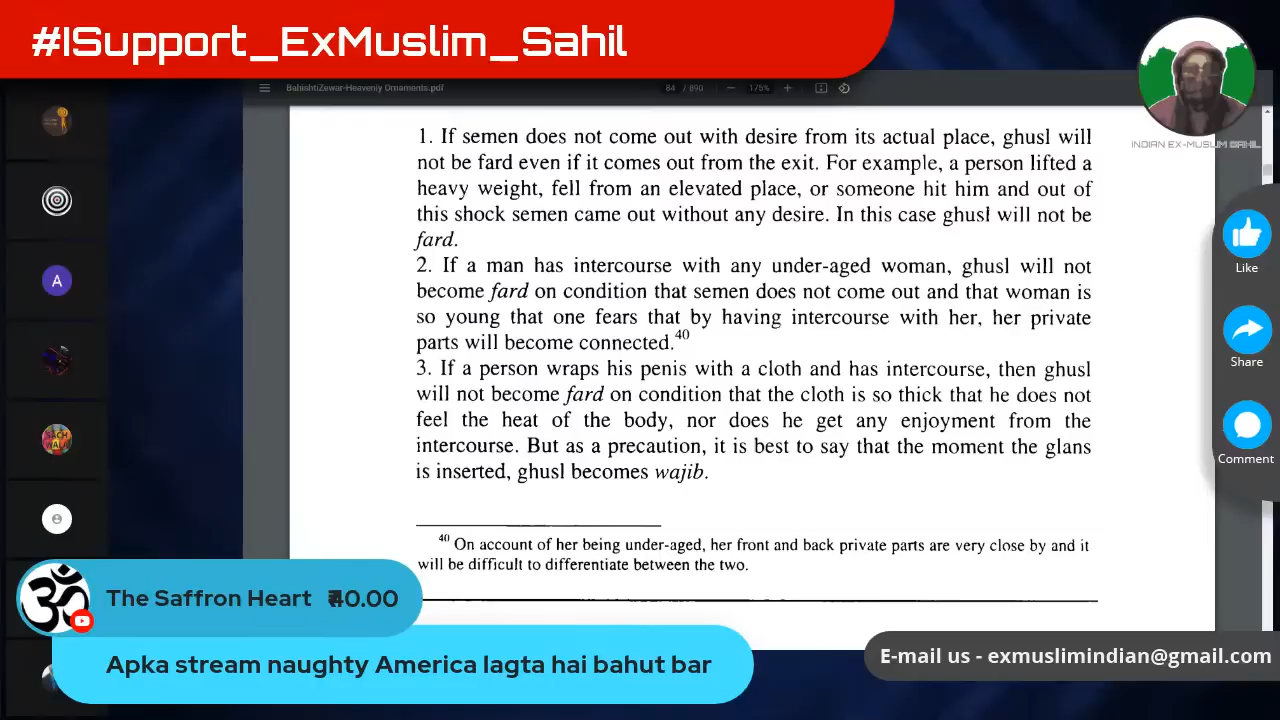 #ISupport_ExMuslim_Sahil
BahishtiZewar-Heavenly Ornaments.pdf
84 / 890
175%
INDIAN EX-MUSLIM SAHIL
1. If semen does not come out with desire from its actual place, ghusl will
not be fard even if it comes out from the exit. For example, a person lifted a
heavy weight, fell from an elevated place, or someone hit him and out of
this shock semen came out without any desire. In this case ghusl will not be
fard.
2. If a man has intercourse with any under-aged woman, ghusl will not
become fard on condition that semen does not come out and that woman is
so young that one fears that by having intercourse with her, her private
parts will become connected.40
3. If a person wraps his penis with a cloth and has intercourse, then ghusl
will not become fard on condition that the cloth is so thick that he does not
feel the heat of the body, nor does he get any enjoyment from the
intercourse. But as a precaution, it is best to say that the moment the glans
is inserted, ghusl becomes wajib.
40 On account of her being under-aged, her front and back private parts are very close by and it
will be difficult to differentiate between the two.
Like
Share
Comment
A
SACH
WALA
ॐ
The Saffron Heart ₹40.00
Apka stream naughty America lagta hai bahut bar
E-mail us - exmuslimindian@gmail.com